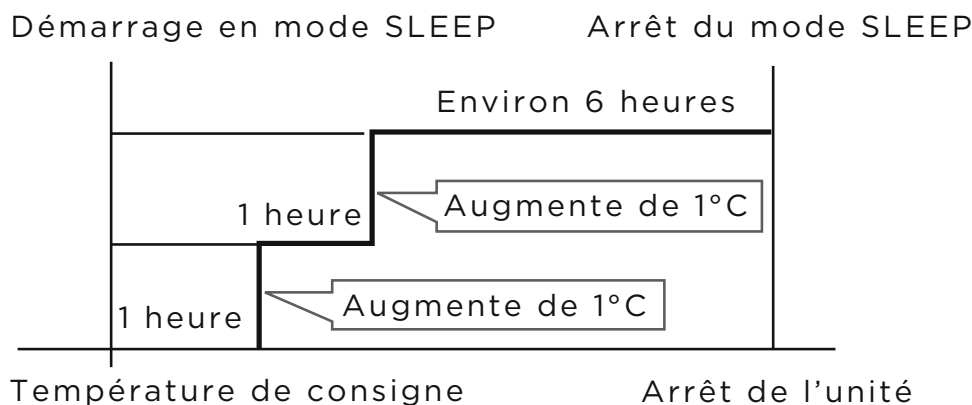 Démarrage en mode SLEEP
Arrêt du mode SLEEP
Environ 6 heures
1 heure
Augmente de 1°C
1 heure
Augmente de 1°C
Température de consigne
Arrêt de l'unité